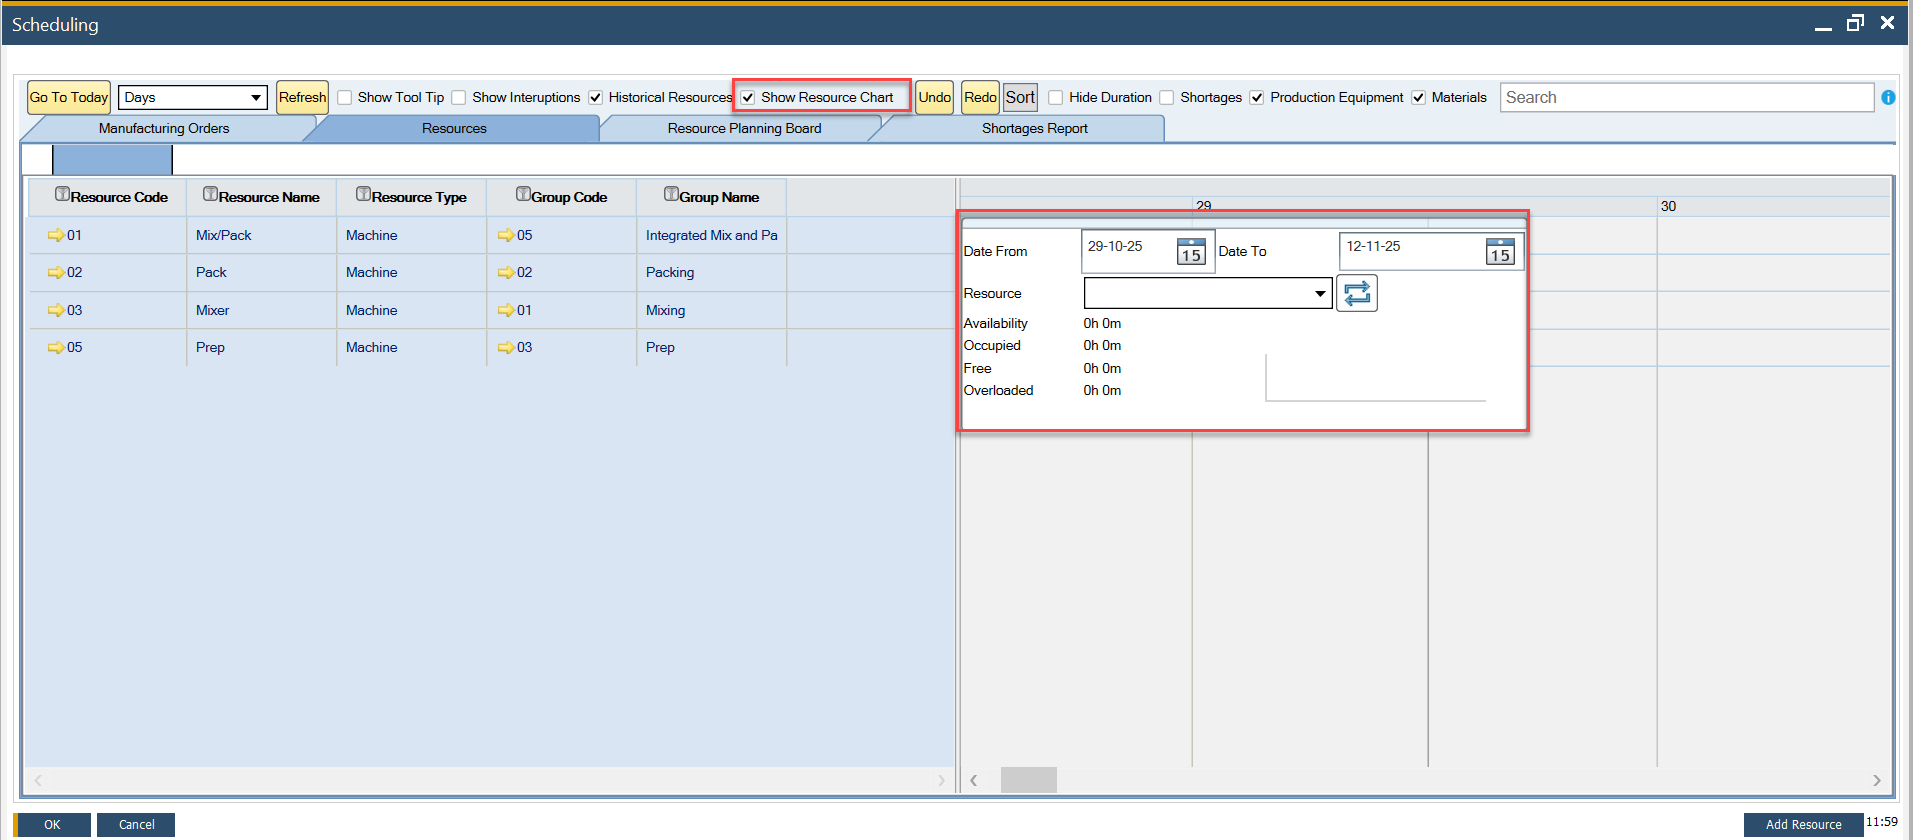 Scheduling
Go To Today Days Refresh Show Tool Tip Show Interuptions Historical Resources Show Resource Chart Undo Redo Sort Hide Duration Shortages Production Equipment Materials Search
Manufacturing Orders Resources Resource Planning Board Shortages Report
Resource Code Resource Name Resource Type Group Code Group Name
29 30
01 Mix/Pack Machine 05 Integrated Mix and Pa
02 Pack Machine 02 Packing
03 Mixer Machine 01 Mixing
05 Prep Machine 03 Prep
Date From 29-10-25 15 Date To 12-11-25 15
Resource
Availability 0h 0m
Occupied 0h 0m
Free 0h 0m
Overloaded 0h 0m
OK Cancel Add Resource 11:59